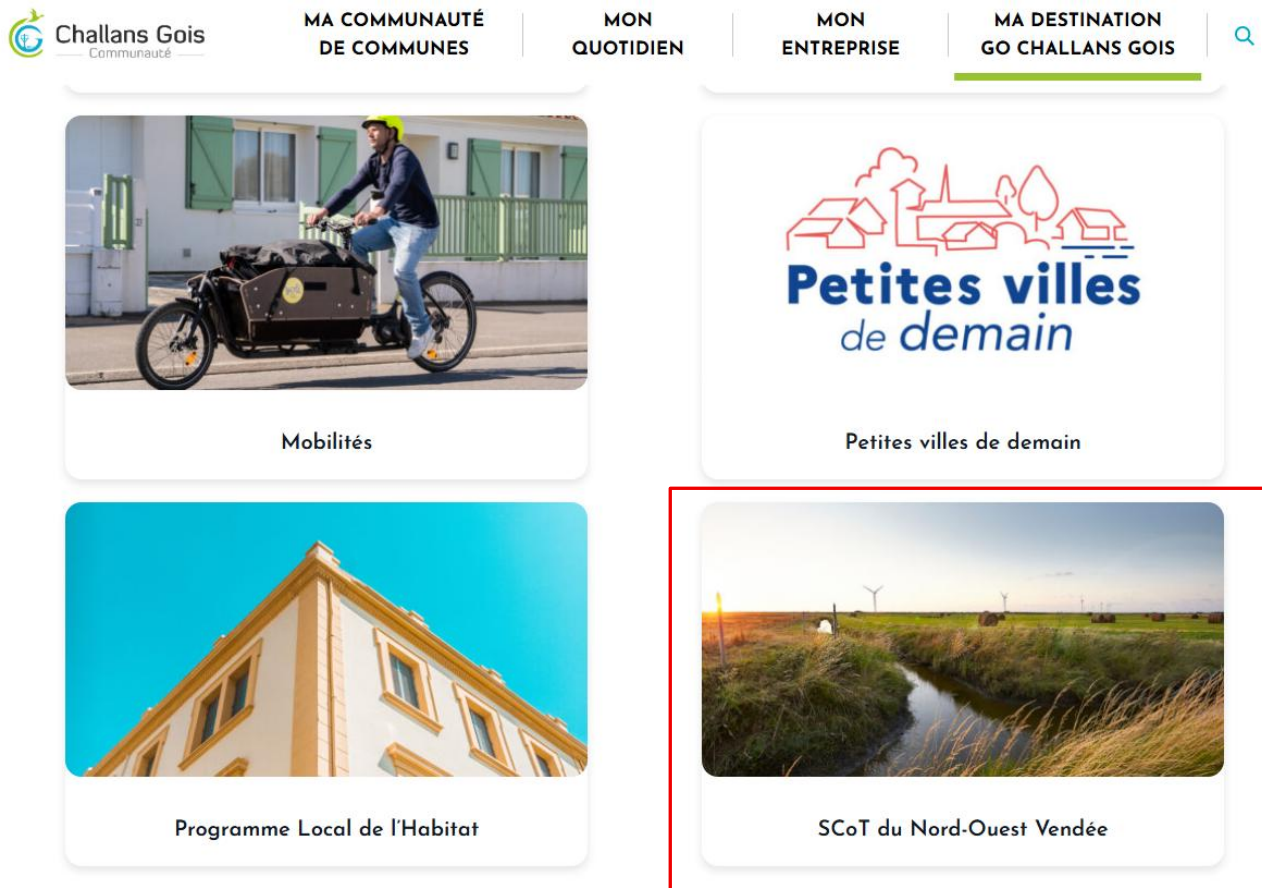 Challans Gois
Communauté
MA COMMUNAUTÉ
DE COMMUNES
MON
QUOTIDIEN
MON
ENTREPRISE
MA DESTINATION
GO CHALLANS GOIS
Mobilités
Petites villes
de demain
Petites villes de demain
Programme Local de l'Habitat
SCoT du Nord-Ouest Vendée